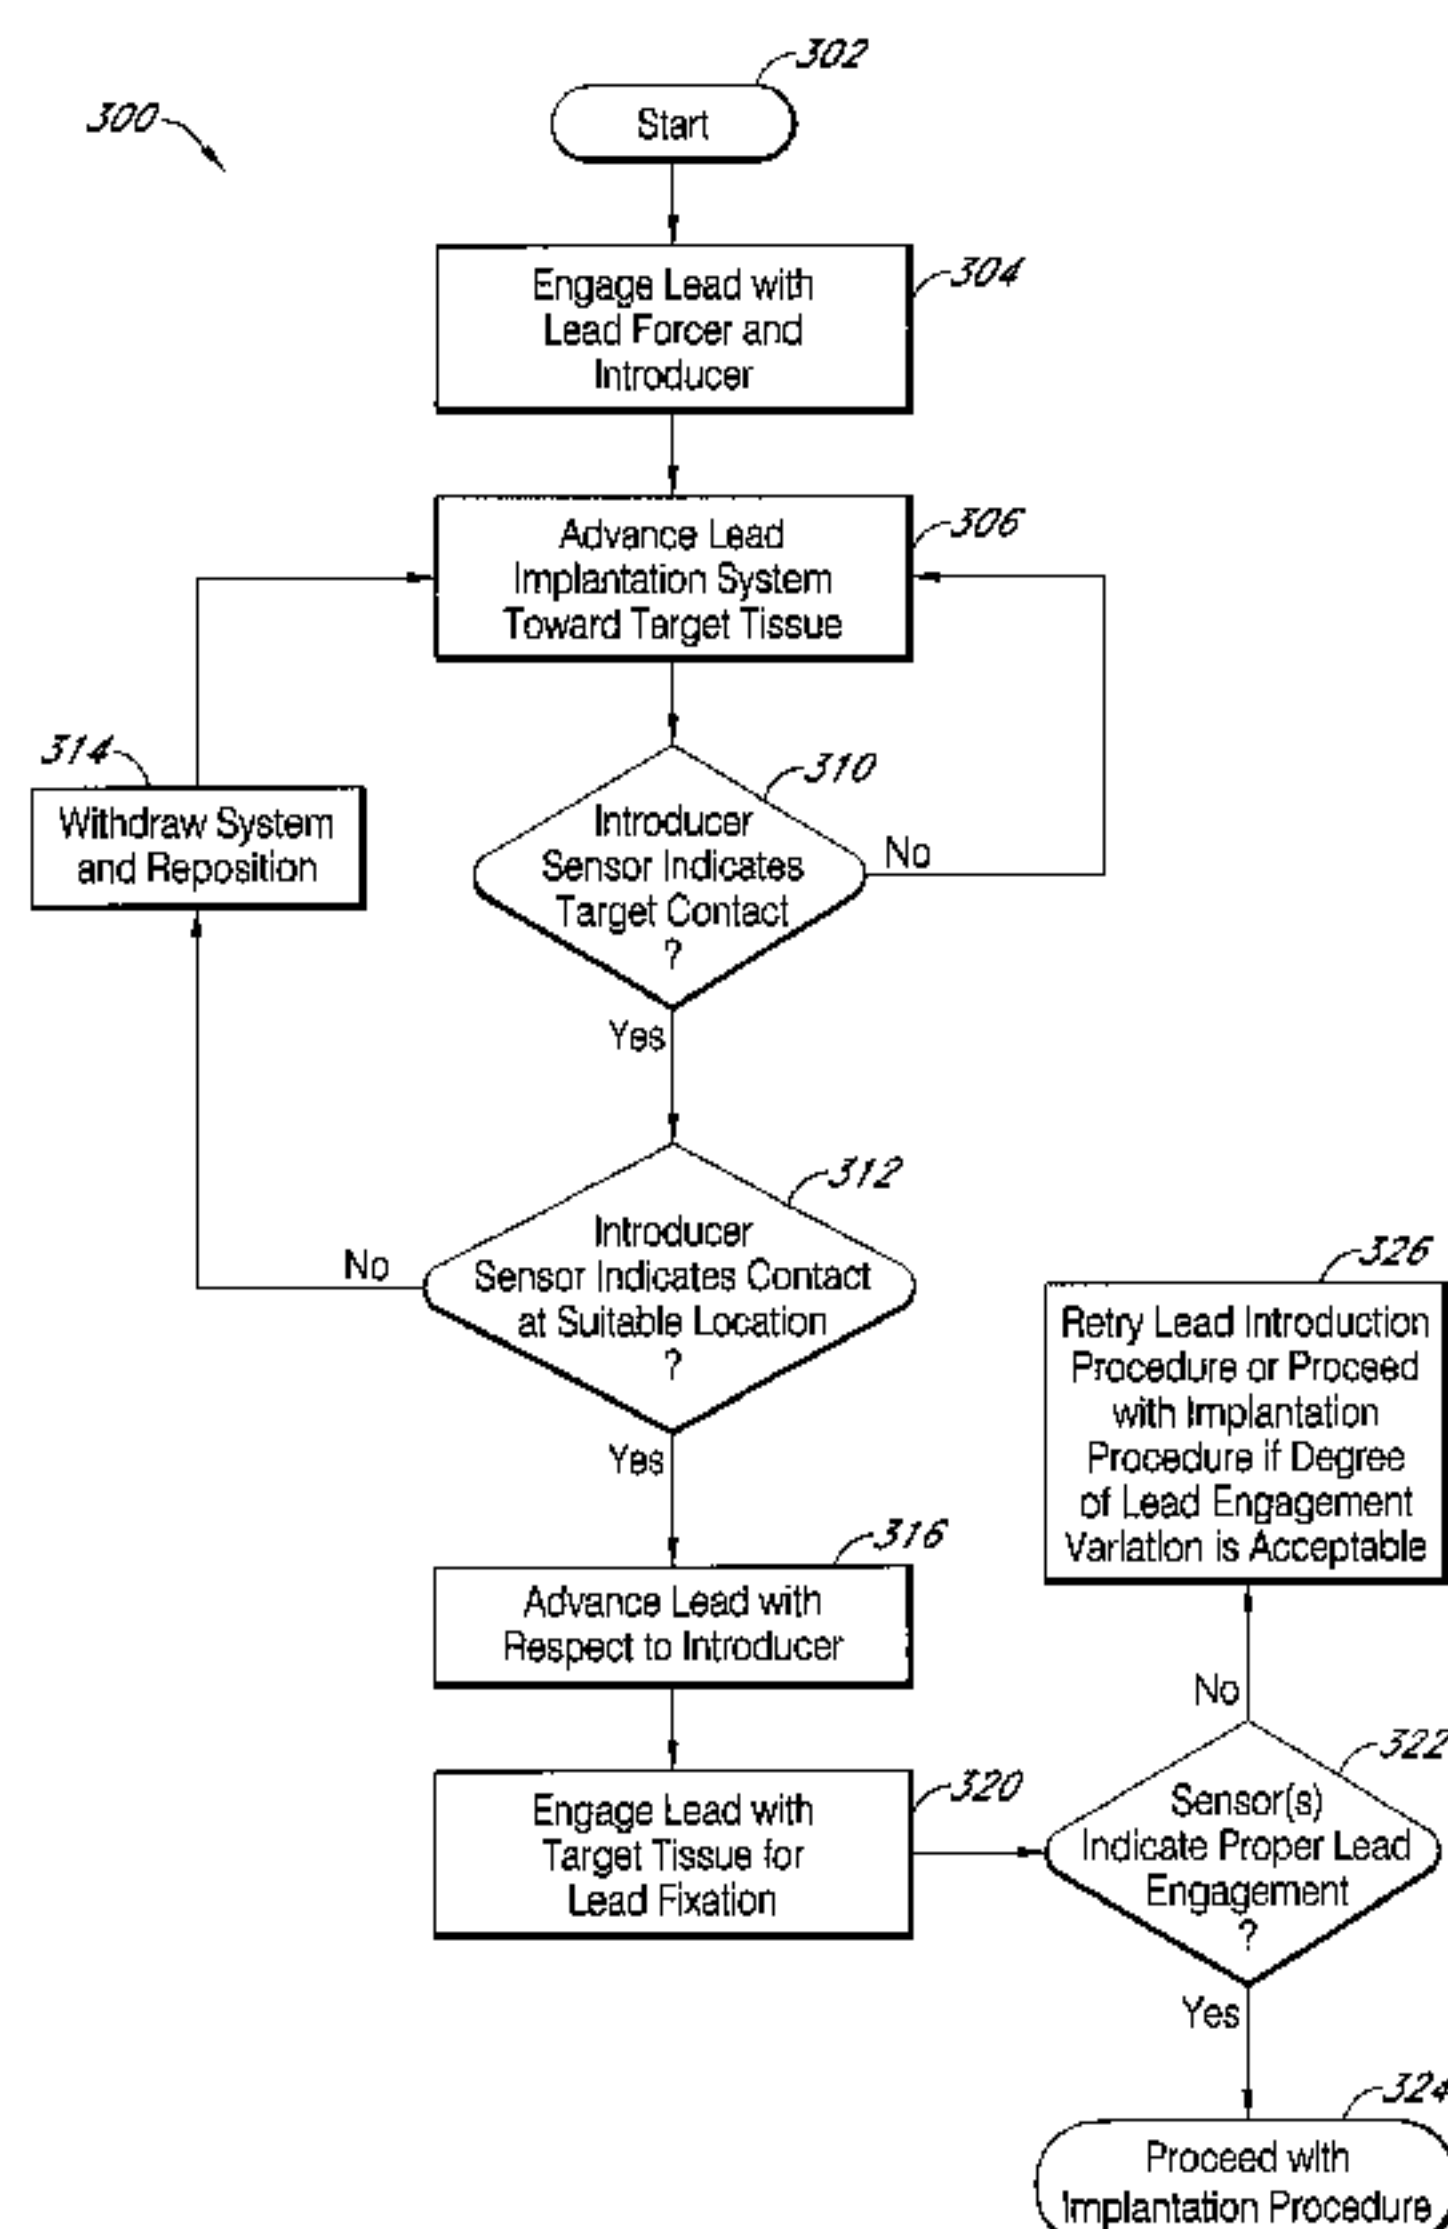 302
300
Start
304
Engage Lead with
Lead Forcer and
Introducer
306
Advance Lead
Implantation System
Toward Target Tissue
314
Withdraw System
and Reposition
310
Introducer
Sensor Indicates
Target Contact
?
No
Yes
312
Introducer
Sensor Indicates Contact
at Suitable Location
?
No
Yes
326
Retry Lead Introduction
Procedure or Proceed
with Implantation
Procedure if Degree
of Lead Engagement
Variation is Acceptable
316
Advance Lead with
Respect to Introducer
320
Engage Lead with
Target Tissue for
Lead Fixation
No
322
Sensor(s)
Indicate Proper Lead
Engagement
?
Yes
324
Proceed with
Implantation Procedure